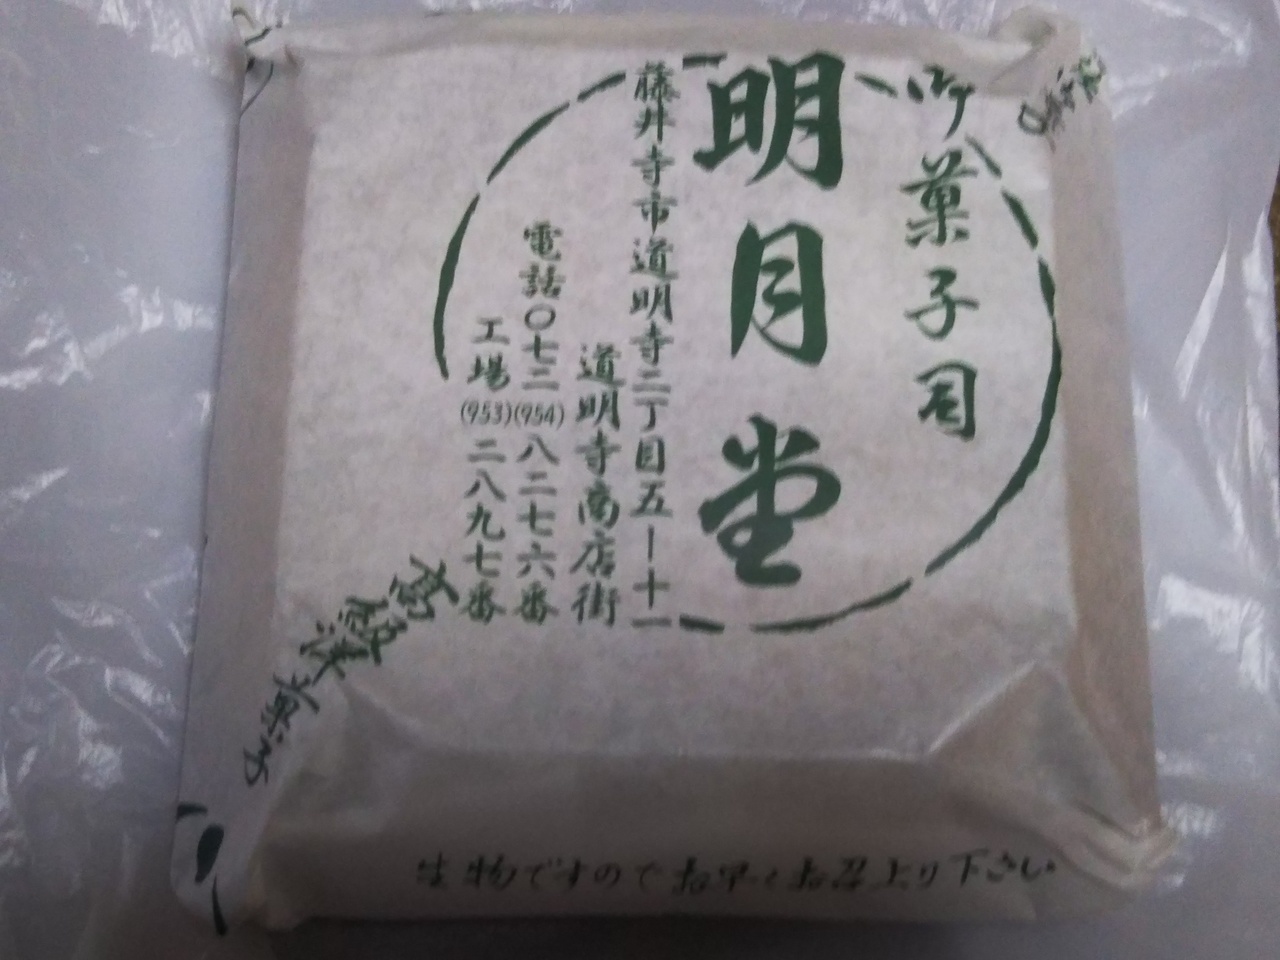 御菓子司
明月堂
藤井寺市道明寺二丁目五ー十一
道明寺商店街
電話〇七二(954)八二七六番
工場(953)二八九七番
高級漢菓子
生物ですのでお早くお召上り下さい